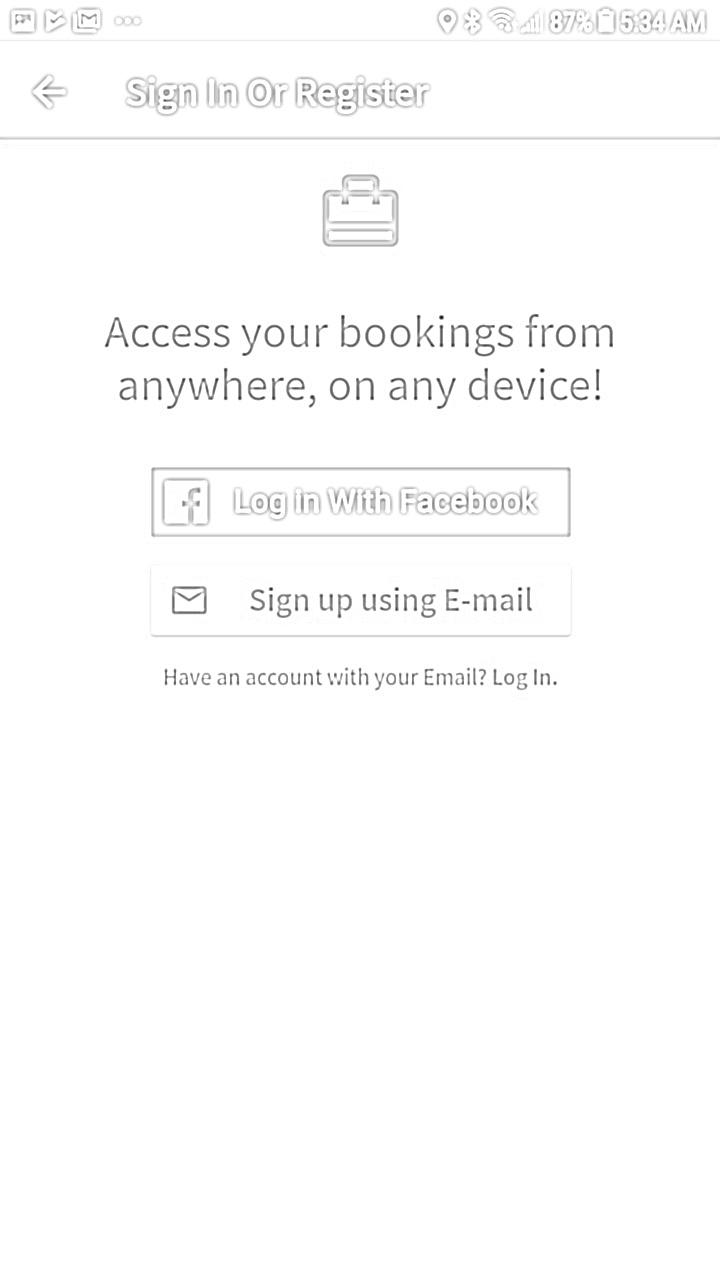 87% 5:34 AM
Sign In Or Register
Access your bookings from
anywhere, on any device!
Log in With Facebook
Sign up using E-mail
Have an account with your Email? Log In.